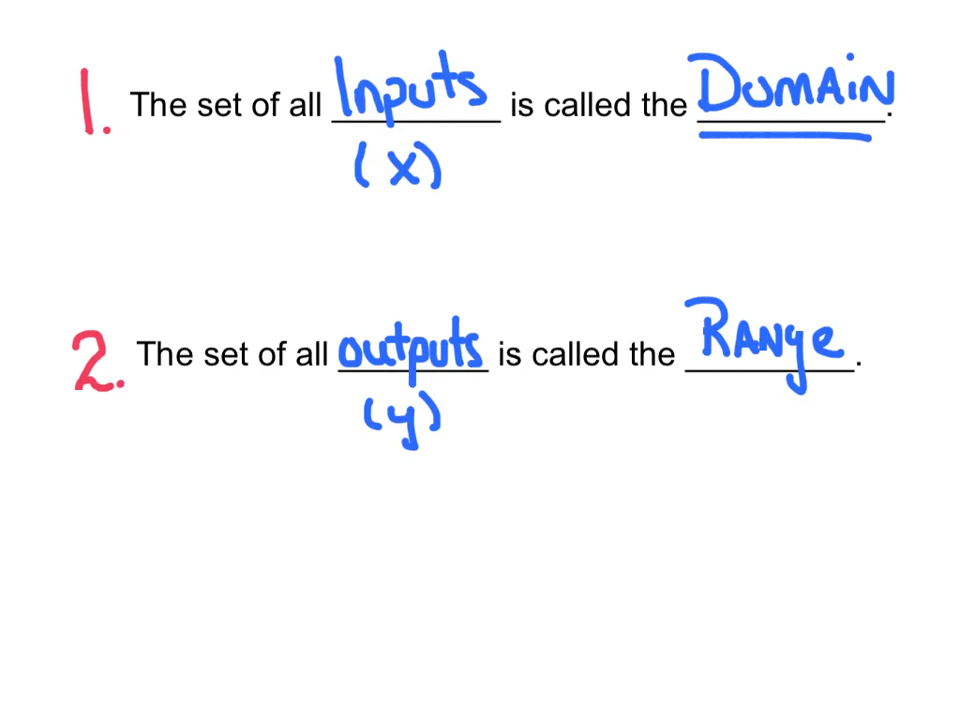 1. The set of all Inputs is called the DOMAiN.
(x)
2. The set of all outputs is called the RANge.
(y)